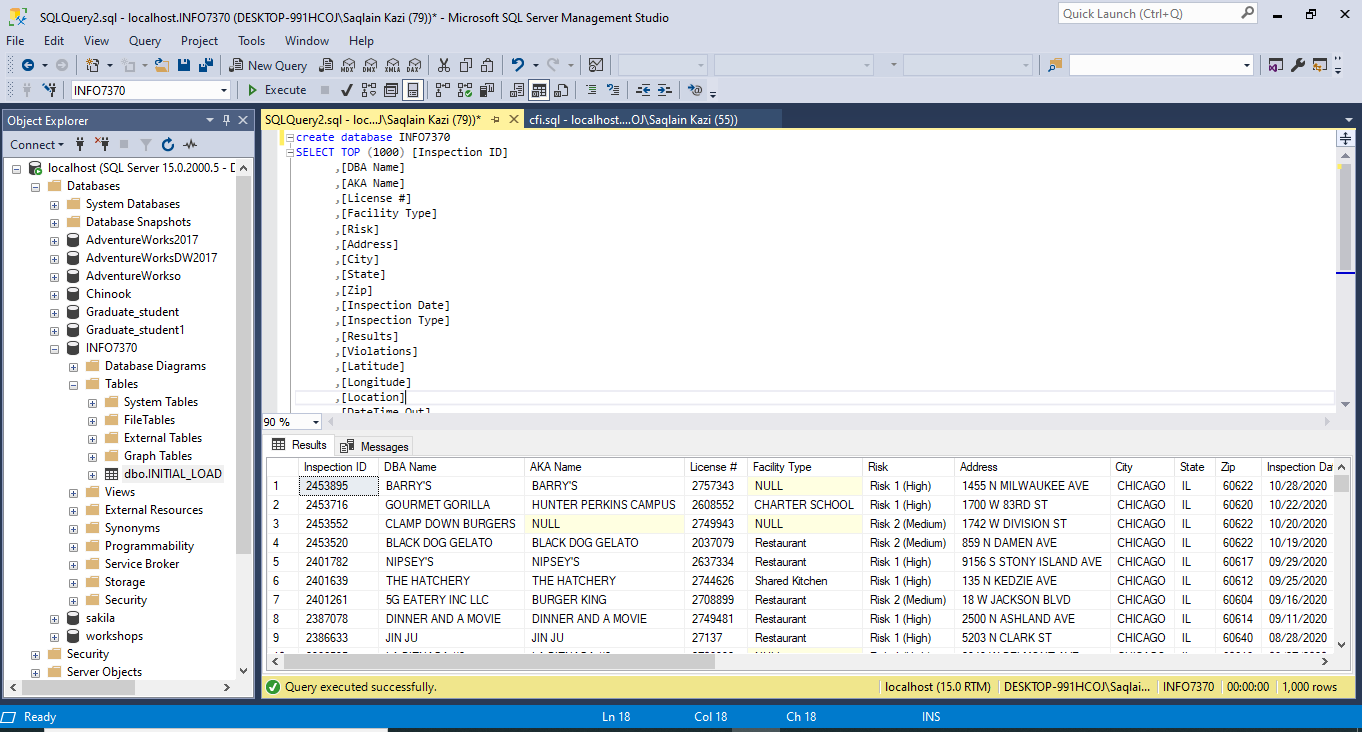 SQLQuery2.sql - localhost.INFO7370 (DESKTOP-991HCOJ\Saqlain Kazi (79))* - Microsoft SQL Server Management Studio
Quick Launch (Ctrl+Q)
File Edit View Query Project Tools Window Help
New Query MDX DMX XMLA DAX
INFO7370 Execute
Object Explorer
SQLQuery2.sql - loc...J\Saqlain Kazi (79))* cfi.sql - localhost....OJ\Saqlain Kazi (55))
Connect
localhost (SQL Server 15.0.2000.5 - D
Databases
System Databases
Database Snapshots
AdventureWorks2017
AdventureWorksDW2017
AdventureWorkso
Chinook
Graduate_student
Graduate_student1
INFO7370
Database Diagrams
Tables
System Tables
FileTables
External Tables
Graph Tables
dbo.INITIAL_LOAD
Views
External Resources
Synonyms
Programmability
Service Broker
Storage
Security
sakila
workshops
Security
Server Objects
create database INFO7370
SELECT TOP (1000) [Inspection ID]
,[DBA Name]
,[AKA Name]
,[License #]
,[Facility Type]
,[Risk]
,[Address]
,[City]
,[State]
,[Zip]
,[Inspection Date]
,[Inspection Type]
,[Results]
,[Violations]
,[Latitude]
,[Longitude]
,[Location]
,[DateTime Out]
90 %
Results Messages
Inspection ID DBA Name AKA Name License # Facility Type Risk Address City State Zip Inspection Da
1 2453895 BARRY'S BARRY'S 2757343 NULL Risk 1 (High) 1455 N MILWAUKEE AVE CHICAGO IL 60622 10/28/2020
2 2453716 GOURMET GORILLA HUNTER PERKINS CAMPUS 2608552 CHARTER SCHOOL Risk 1 (High) 1700 W 83RD ST CHICAGO IL 60620 10/22/2020
3 2453552 CLAMP DOWN BURGERS NULL 2749943 NULL Risk 2 (Medium) 1742 W DIVISION ST CHICAGO IL 60622 10/20/2020
4 2453520 BLACK DOG GELATO BLACK DOG GELATO 2037079 Restaurant Risk 2 (Medium) 859 N DAMEN AVE CHICAGO IL 60622 10/19/2020
5 2401782 NIPSEY'S NIPSEY'S 2637334 Restaurant Risk 1 (High) 9156 S STONY ISLAND AVE CHICAGO IL 60617 09/29/2020
6 2401639 THE HATCHERY THE HATCHERY 2744626 Shared Kitchen Risk 1 (High) 135 N KEDZIE AVE CHICAGO IL 60612 09/25/2020
7 2401261 5G EATERY INC LLC BURGER KING 2708899 Restaurant Risk 2 (Medium) 18 W JACKSON BLVD CHICAGO IL 60604 09/16/2020
8 2387078 DINNER AND A MOVIE DINNER AND A MOVIE 2749481 Restaurant Risk 1 (High) 2500 N ASHLAND AVE CHICAGO IL 60614 09/11/2020
9 2386633 JIN JU JIN JU 27137 Restaurant Risk 1 (High) 5203 N CLARK ST CHICAGO IL 60640 08/28/2020
Query executed successfully. localhost (15.0 RTM) DESKTOP-991HCOJ\Saqlai... INFO7370 00:00:00 1,000 rows
Ready Ln 18 Col 18 Ch 18 INS